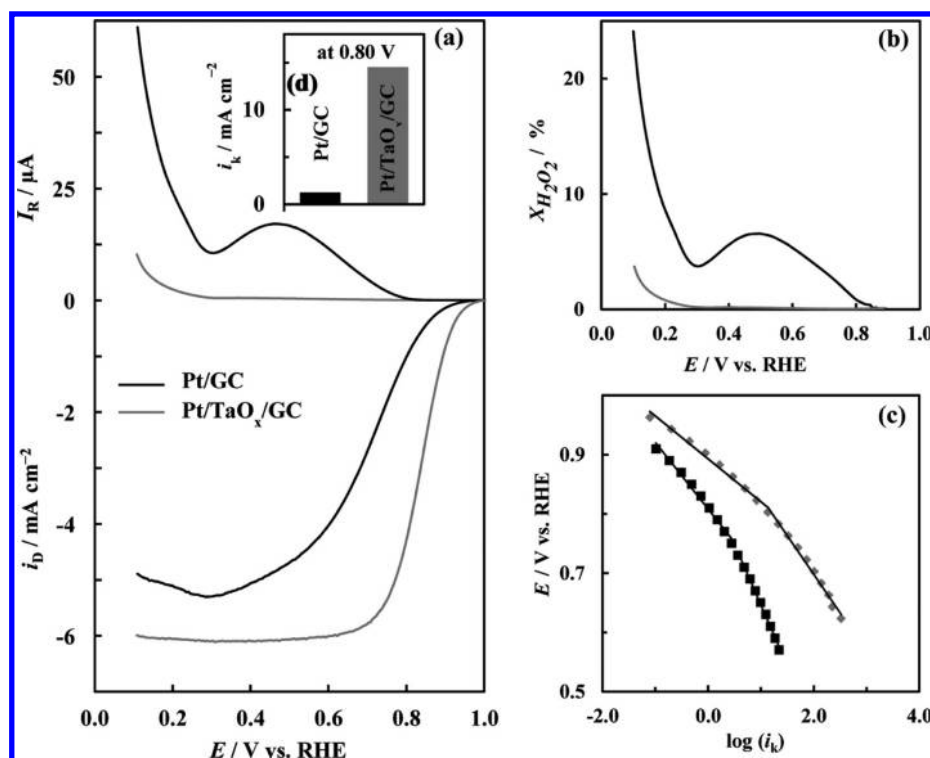 (a)
50
25
0
-2
-4
-6
I_R / µA
i_D / mA cm⁻²
0.0 0.2 0.4 0.6 0.8 1.0
E / V vs. RHE
Pt/GC
Pt/TaOₓ/GC
at 0.80 V
(d)
10
0
i_k / mA cm⁻²
Pt/GC
Pt/TaOₓ/GC
(b)
20
10
0
X_H₂O₂ / %
0.0 0.2 0.4 0.6 0.8 1.0
E / V vs. RHE
(c)
0.9
0.7
0.5
E / V vs. RHE
-2.0 0.0 2.0 4.0
log (i_k)